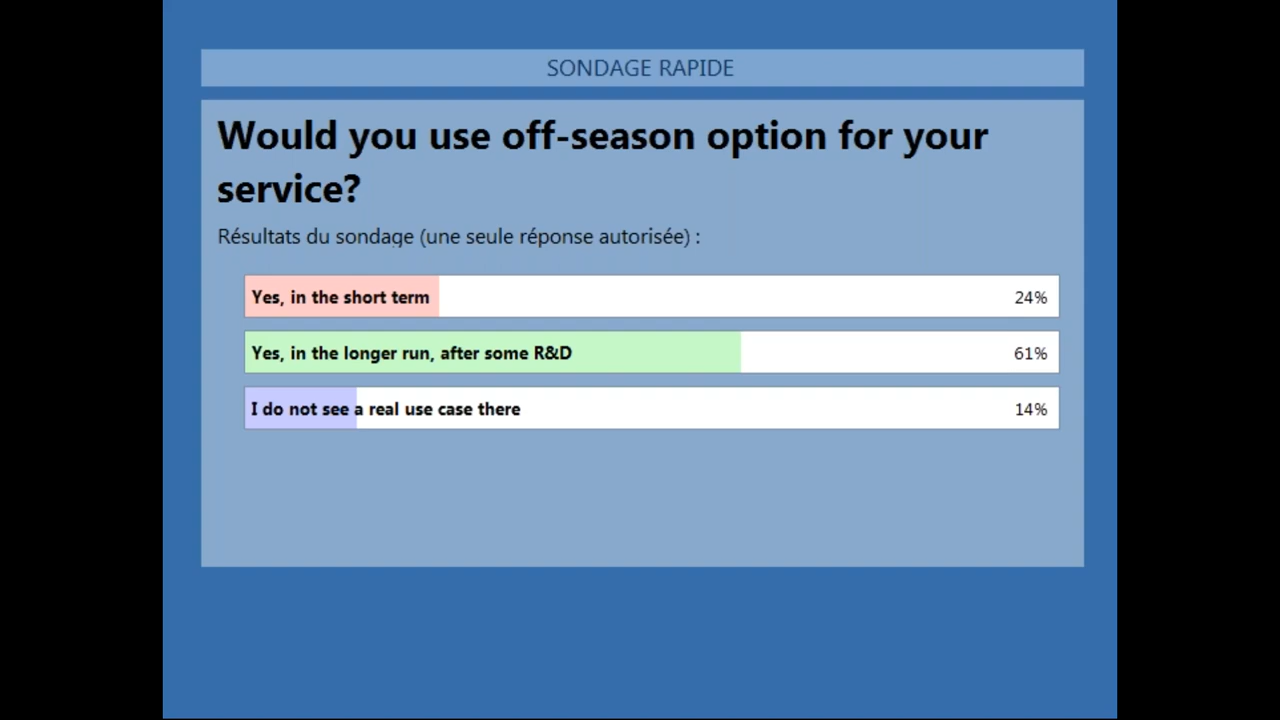 SONDAGE RAPIDE
Would you use off-season option for your
service?
Résultats du sondage (une seule réponse autorisée) :
Yes, in the short term 24%
Yes, in the longer run, after some R&D 61%
I do not see a real use case there 14%